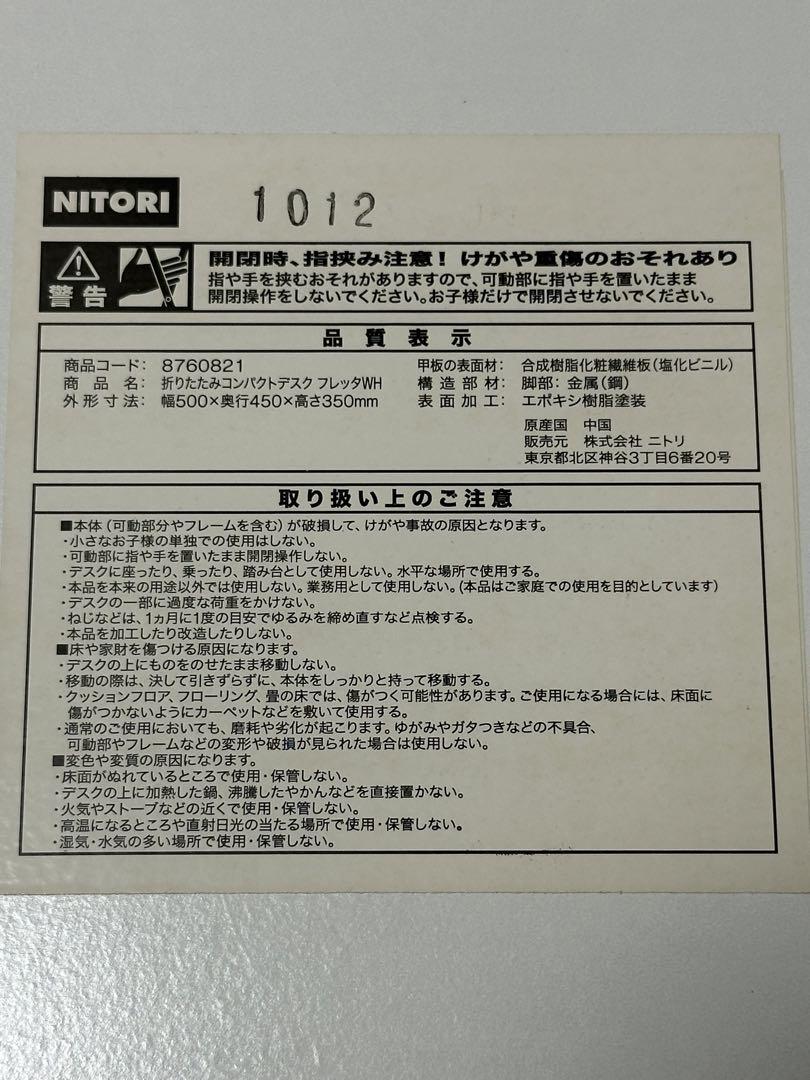 NITORI 1012
警告
開閉時、指挟み注意！けがや重傷のおそれあり
指や手を挟むおそれがありますので、可動部に指や手を置いたまま
開閉操作をしないでください。お子様だけで開閉させないでください。
品質表示
商品コード： 8760821
商品名： 折りたたみコンパクトデスク フレッタWH
外形寸法： 幅500×奥行450×高さ350mm
甲板の表面材： 合成樹脂化粧繊維板（塩化ビニル）
構造部材： 脚部：金属（鋼）
表面加工： エポキシ樹脂塗装
原産国 中国
販売元 株式会社 ニトリ
東京都北区神谷3丁目6番20号
取り扱い上のご注意
■本体（可動部分やフレームを含む）が破損して、けがや事故の原因となります。
・小さなお子様の単独での使用はしない。
・可動部に指や手を置いたまま開閉操作しない。
・デスクに座ったり、乗ったり、踏み台として使用しない。水平な場所で使用する。
・本品を本来の用途以外では使用しない。業務用として使用しない。（本品はご家庭での使用を目的としています）
・デスクの一部に過度な荷重をかけない。
・ねじなどは、1ヵ月に1度の目安でゆるみを締め直すなど点検する。
・本品を加工したり改造したりしない。
■床や家財を傷つける原因になります。
・デスクの上にものをのせたまま移動しない。
・移動の際は、決して引きずらずに、本体をしっかりと持って移動する。
・クッションフロア、フローリング、畳の床では、傷がつく可能性があります。ご使用になる場合には、床面に
傷がつかないようにカーペットなどを敷いて使用する。
・通常のご使用においても、磨耗や劣化が起こります。ゆがみやガタつきなどの不具合、
可動部やフレームなどの変形や破損が見られた場合は使用しない。
■変色や変質の原因になります。
・床面がぬれているところで使用・保管しない。
・デスクの上に加熱した鍋、沸騰したやかんなどを直接置かない。
・火気やストーブなどの近くで使用・保管しない。
・高温になるところや直射日光の当たる場所で使用・保管しない。
・湿気・水気の多い場所で使用・保管しない。